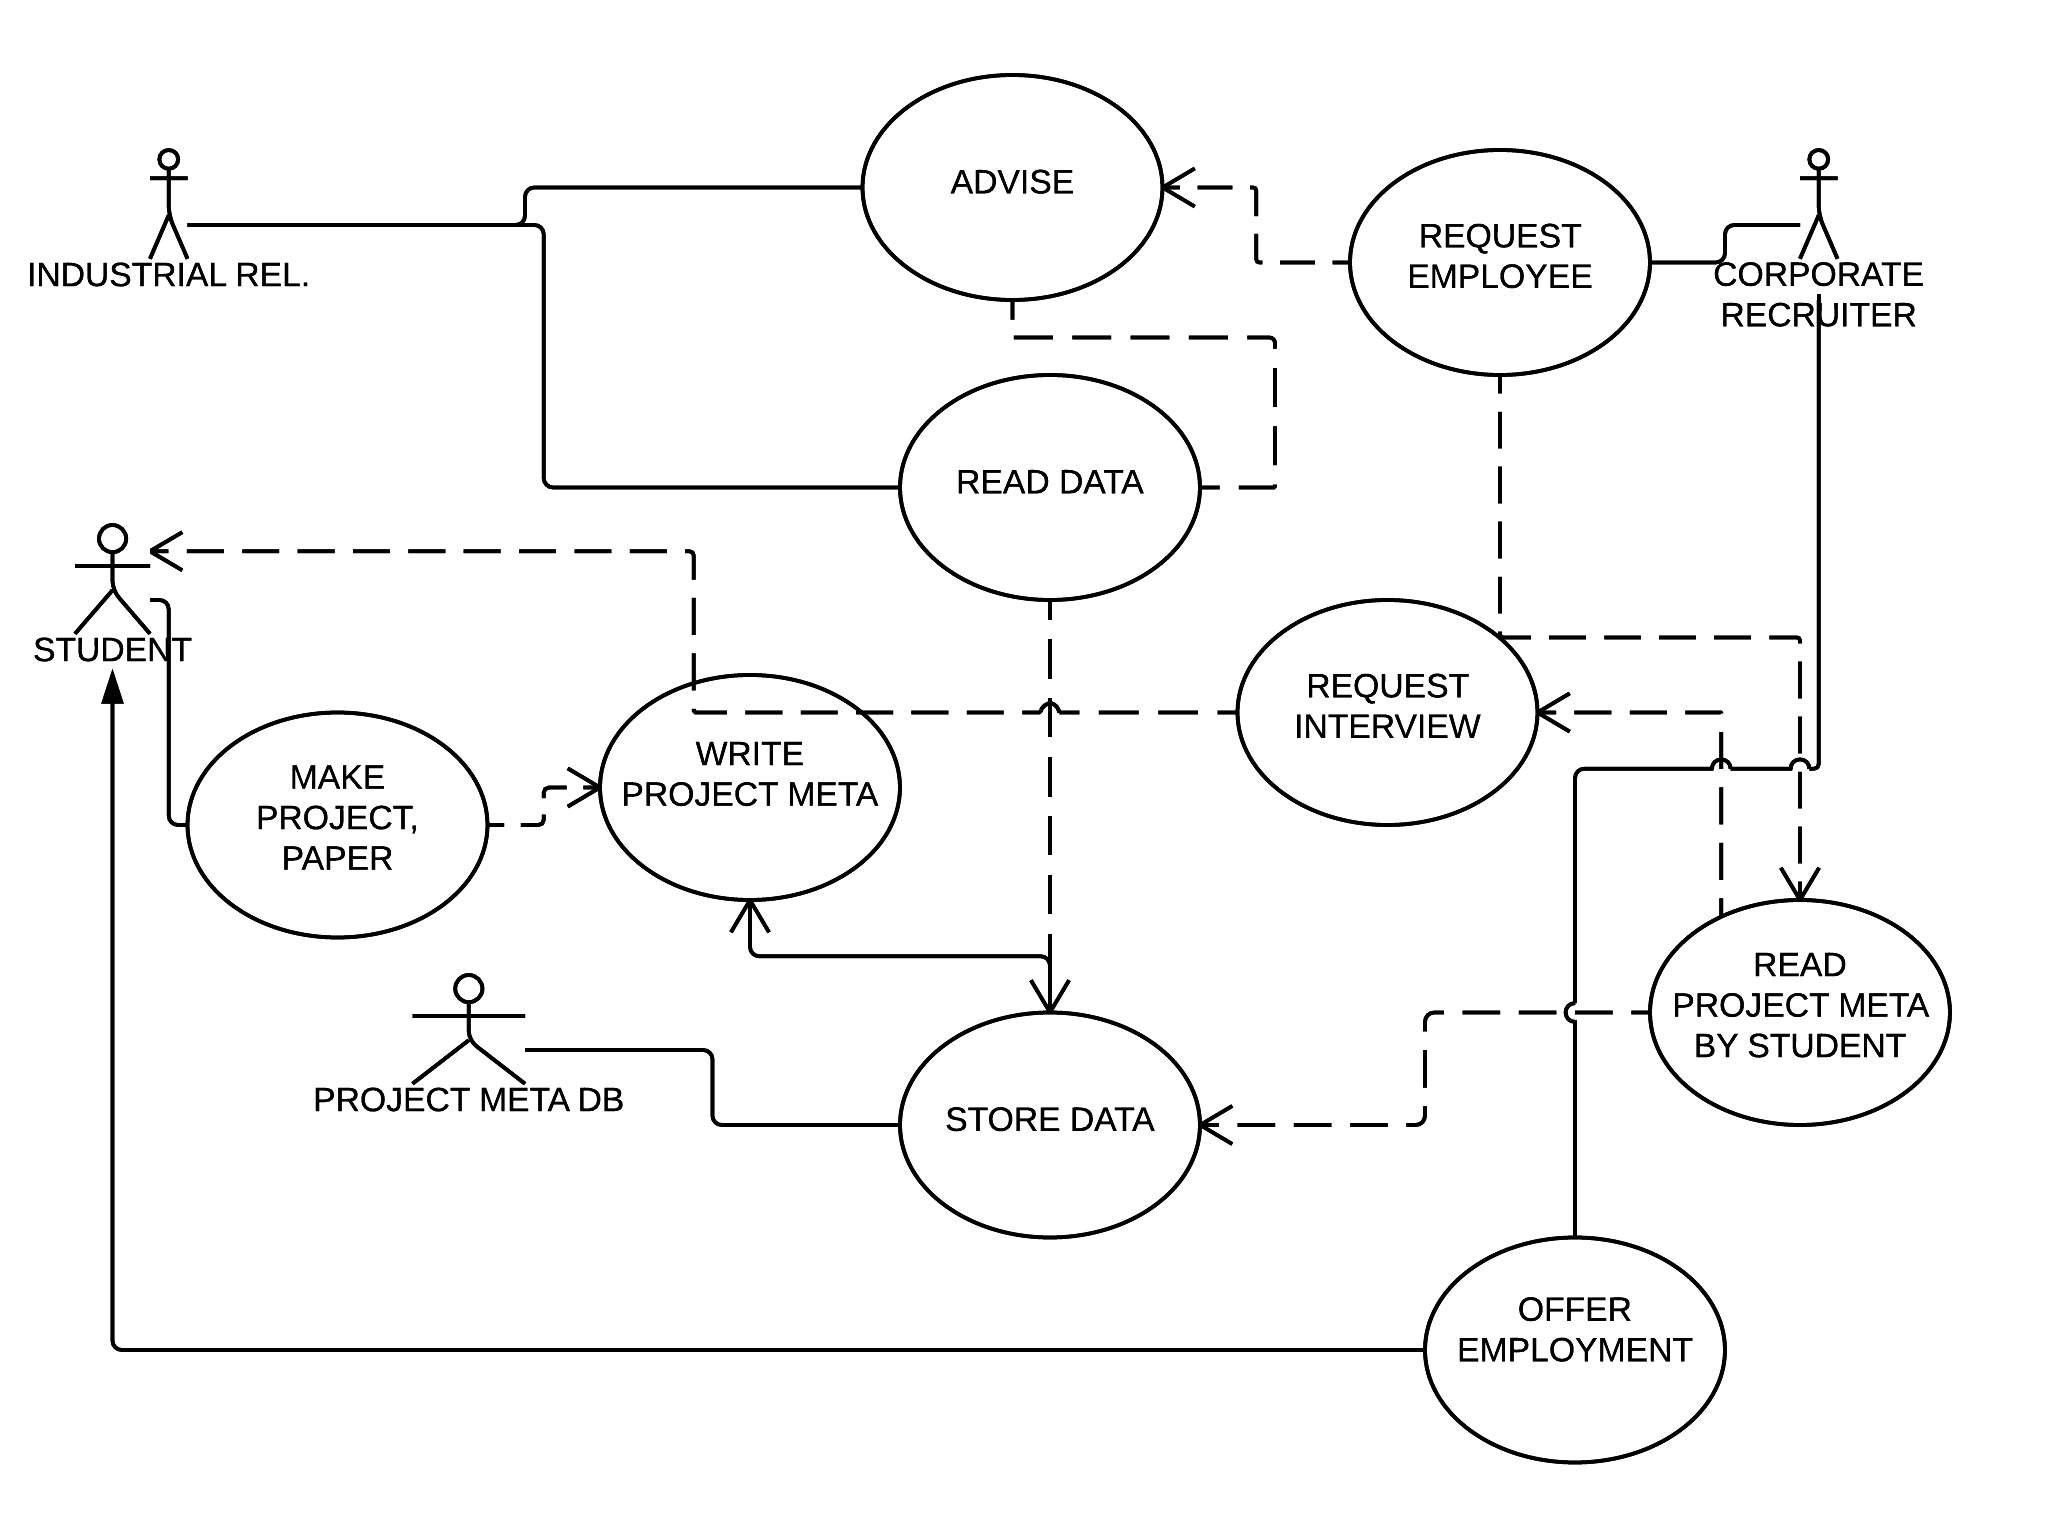 ADVISE
REQUEST
EMPLOYEE
INDUSTRIAL REL.
CORPORATE
RECRUITER
READ DATA
STUDENT
REQUEST
INTERVIEW
WRITE
PROJECT META
MAKE
PROJECT,
PAPER
READ
PROJECT META
BY STUDENT
PROJECT META DB
STORE DATA
OFFER
EMPLOYMENT